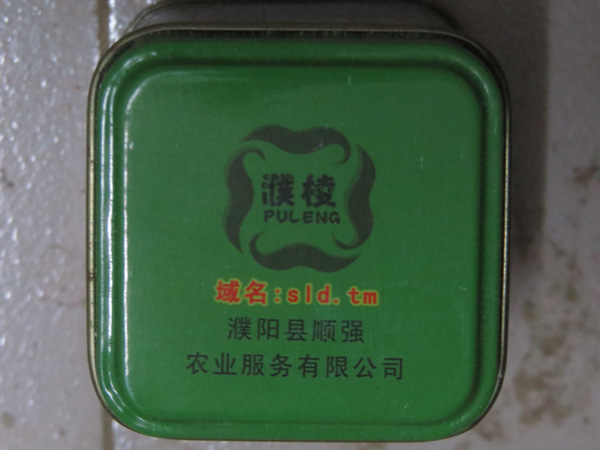 濮棱
PULENG
域名:sld.tm
濮阳县顺强
农业服务有限公司